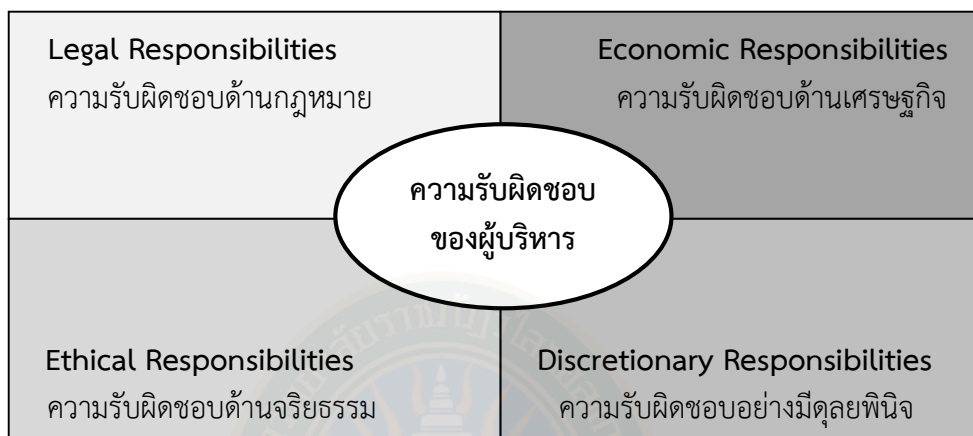 Legal Responsibilities
ความรับผิดชอบด้านกฎหมาย
Economic Responsibilities
ความรับผิดชอบด้านเศรษฐกิจ
ความรับผิดชอบ
ของผู้บริหาร
Ethical Responsibilities
ความรับผิดชอบด้านจริยธรรม
Discretionary Responsibilities
ความรับผิดชอบอย่างมีดุลยพินิจ